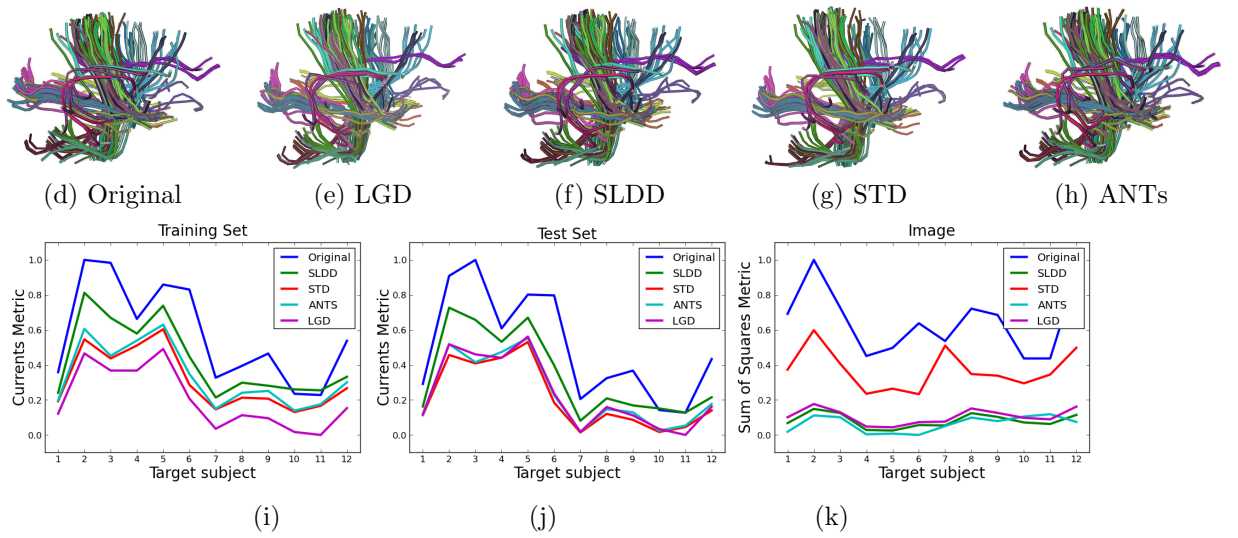 (d) Original (e) LGD (f) SLDD (g) STD (h) ANTs
Training Set
Currents Metric
1.0
0.8
0.6
0.4
0.2
0.0
Original
SLDD
STD
ANTS
LGD
1 2 3 4 5 6 7 8 9 10 11 12
Target subject
(i)
Test Set
Currents Metric
1.0
0.8
0.6
0.4
0.2
0.0
Original
SLDD
STD
ANTS
LGD
1 2 3 4 5 6 7 8 9 10 11 12
Target subject
(j)
Image
Sum of Squares Metric
1.0
0.8
0.6
0.4
0.2
0.0
Original
SLDD
STD
ANTS
LGD
1 2 3 4 5 6 7 8 9 10 11 12
Target subject
(k)